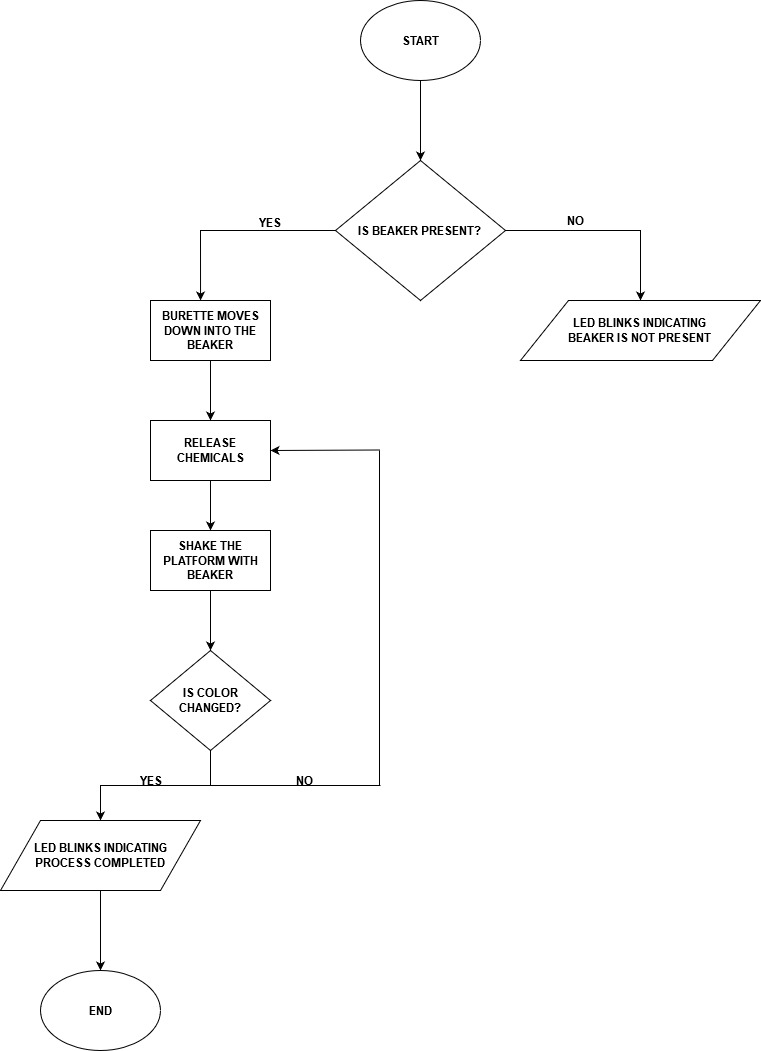 START
IS BEAKER PRESENT?
YES
NO
BURETTE MOVES
DOWN INTO THE
BEAKER
LED BLINKS INDICATING
BEAKER IS NOT PRESENT
RELEASE
CHEMICALS
SHAKE THE
PLATFORM WITH
BEAKER
IS COLOR
CHANGED?
YES
NO
LED BLINKS INDICATING
PROCESS COMPLETED
END